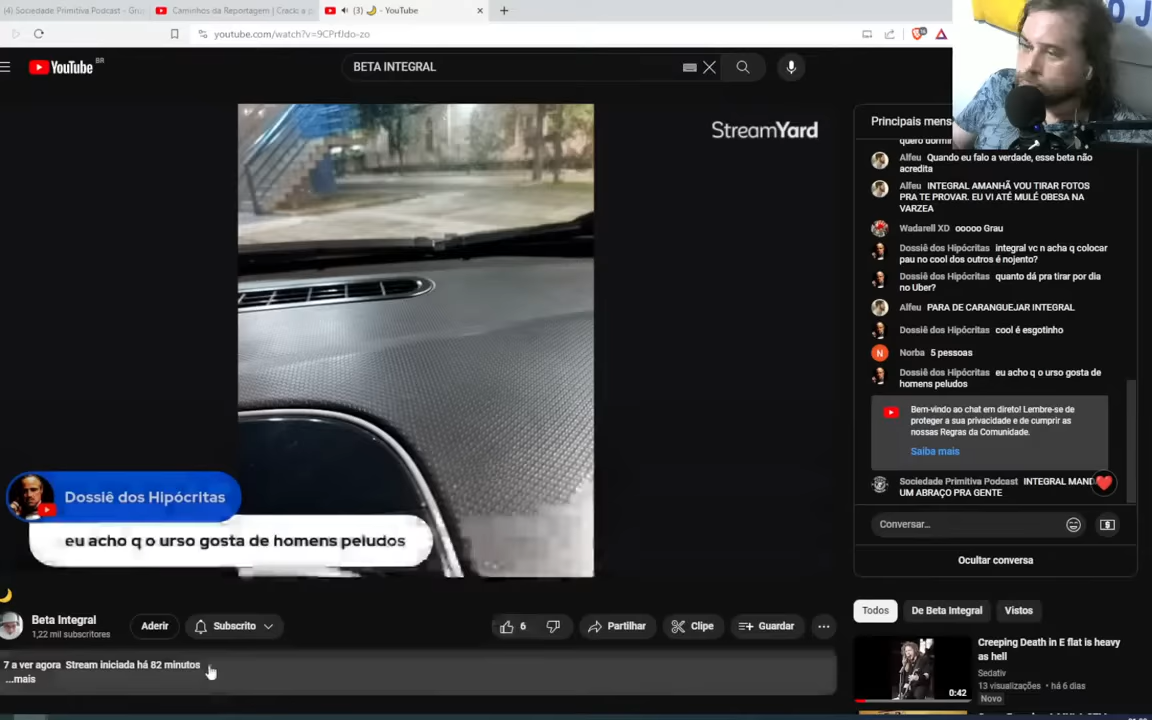 (4) Sociedade Primitiva Podcast - Gru
Caminhos da Reportagem | Crack a p
(3) 🌙 - YouTube
youtube.com/watch?v=9CPrfJdo-zo
YouTube BR
BETA INTEGRAL
StreamYard
Principais mens
quero dormi
Alfeu Quando eu falo a verdade, esse beta não
acredita
Alfeu INTEGRAL AMANHÃ VOU TIRAR FOTOS
PRA TE PROVAR. EU VI ATÉ MULÉ OBESA NA
VARZEA
Wadarell XD ooooo Grau
Dossiê dos Hipócritas integral vc n acha q colocar
pau no cool dos outros é nojento?
Dossiê dos Hipócritas quanto dá pra tirar por dia
no Uber?
Alfeu PARA DE CARANGUEJAR INTEGRAL
Dossiê dos Hipócritas cool é esgotinho
N Norba 5 pessoas
Dossiê dos Hipócritas eu acho q o urso gosta de
homens peludos
Bem-vindo ao chat em direto! Lembre-se de
proteger a sua privacidade e de cumprir as
nossas Regras da Comunidade.
Saiba mais
Sociedade Primitiva Podcast INTEGRAL MAND
UM ABRAÇO PRA GENTE
Conversar...
Ocultar conversa
Dossiê dos Hipócritas
eu acho q o urso gosta de homens peludos
🌙
Beta Integral
1,22 mil subscritores
Aderir
Subscrito
6
Partilhar
Clipe
Guardar
7 a ver agora Stream iniciada há 82 minutos
...mais
Todos
De Beta Integral
Vistos
Creeping Death in E flat is heavy
as hell
Sedativ
13 visualizações • há 6 dias
Novo
0:42